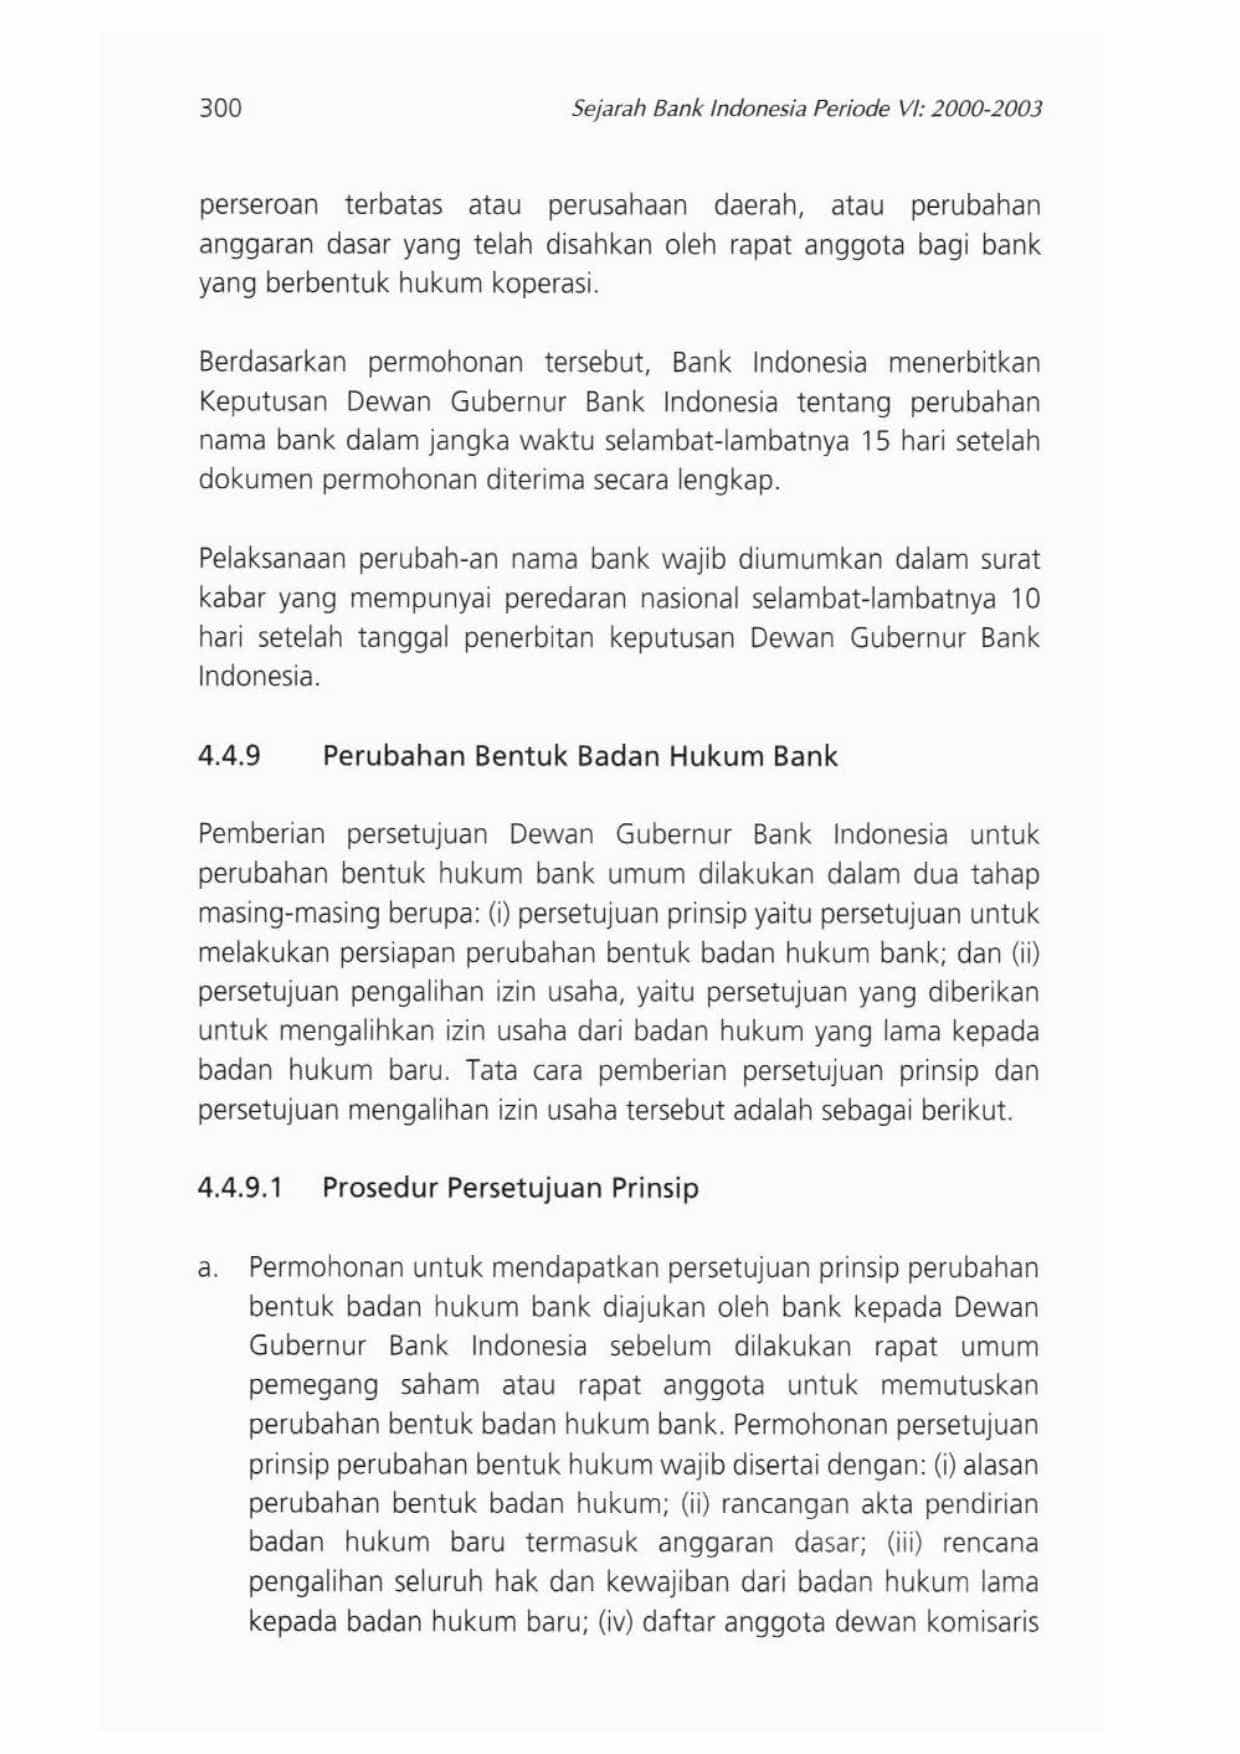 300 Sejarah Bank Indonesia Periode VI: 2000-2003
perseroan terbatas atau perusahaan daerah, atau perubahan
anggaran dasar yang telah disahkan oleh rapat anggota bagi bank
yang berbentuk hukum koperasi.
Berdasarkan permohonan tersebut, Bank Indonesia menerbitkan
Keputusan Dewan Gubernur Bank Indonesia tentang perubahan
nama bank dalam jangka waktu selambat-lambatnya 15 hari setelah
dokumen permohonan diterima secara lengkap.
Pelaksanaan perubah-an nama bank wajib diumumkan dalam surat
kabar yang mempunyai peredaran nasional selambat-lambatnya 10
hari setelah tanggal penerbitan keputusan Dewan Gubernur Bank
Indonesia.
4.4.9 Perubahan Bentuk Badan Hukum Bank
Pemberian persetujuan Dewan Gubernur Bank Indonesia untuk
perubahan bentuk hukum bank umum dilakukan dalam dua tahap
masing-masing berupa: (i) persetujuan prinsip yaitu persetujuan untuk
melakukan persiapan perubahan bentuk badan hukum bank; dan (ii)
persetujuan pengalihan izin usaha, yaitu persetujuan yang diberikan
untuk mengalihkan izin usaha dari badan hukum yang lama kepada
badan hukum baru. Tata cara pemberian persetujuan prinsip dan
persetujuan mengalihan izin usaha tersebut adalah sebagai berikut.
4.4.9.1 Prosedur Persetujuan Prinsip
a. Permohonan untuk mendapatkan persetujuan prinsip perubahan
bentuk badan hukum bank diajukan oleh bank kepada Dewan
Gubernur Bank Indonesia sebelum dilakukan rapat umum
pemegang saham atau rapat anggota untuk memutuskan
perubahan bentuk badan hukum bank. Permohonan persetujuan
prinsip perubahan bentuk hukum wajib disertai dengan: (i) alasan
perubahan bentuk badan hukum; (ii) rancangan akta pendirian
badan hukum baru termasuk anggaran dasar; (iii) rencana
pengalihan seluruh hak dan kewajiban dari badan hukum lama
kepada badan hukum baru; (iv) daftar anggota dewan komisaris